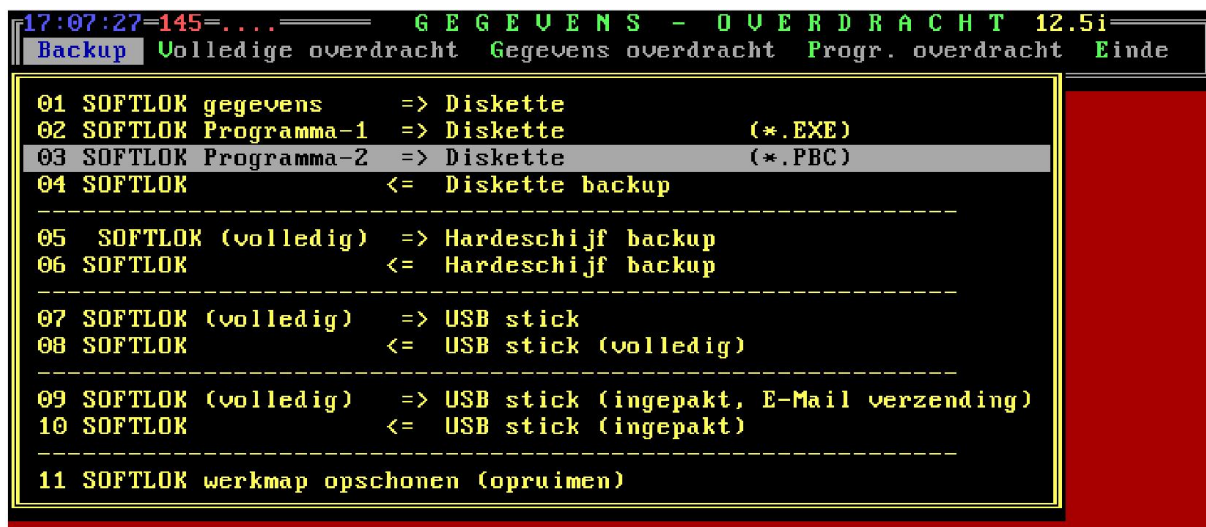 17:07:27=145=.... G E G E V E N S - O V E R D R A C H T 12.5i
Backup Volledige overdracht Gegevens overdracht Progr. overdracht Einde
01 SOFTLOK gegevens => Diskette
02 SOFTLOK Programma-1 => Diskette (*.EXE)
03 SOFTLOK Programma-2 => Diskette (*.PBC)
04 SOFTLOK <= Diskette backup
05 SOFTLOK (volledig) => Hardeschijf backup
06 SOFTLOK <= Hardeschijf backup
07 SOFTLOK (volledig) => USB stick
08 SOFTLOK <= USB stick (volledig)
09 SOFTLOK (volledig) => USB stick (ingepakt, E-Mail verzending)
10 SOFTLOK <= USB stick (ingepakt)
11 SOFTLOK werkmap opschonen (opruimen)